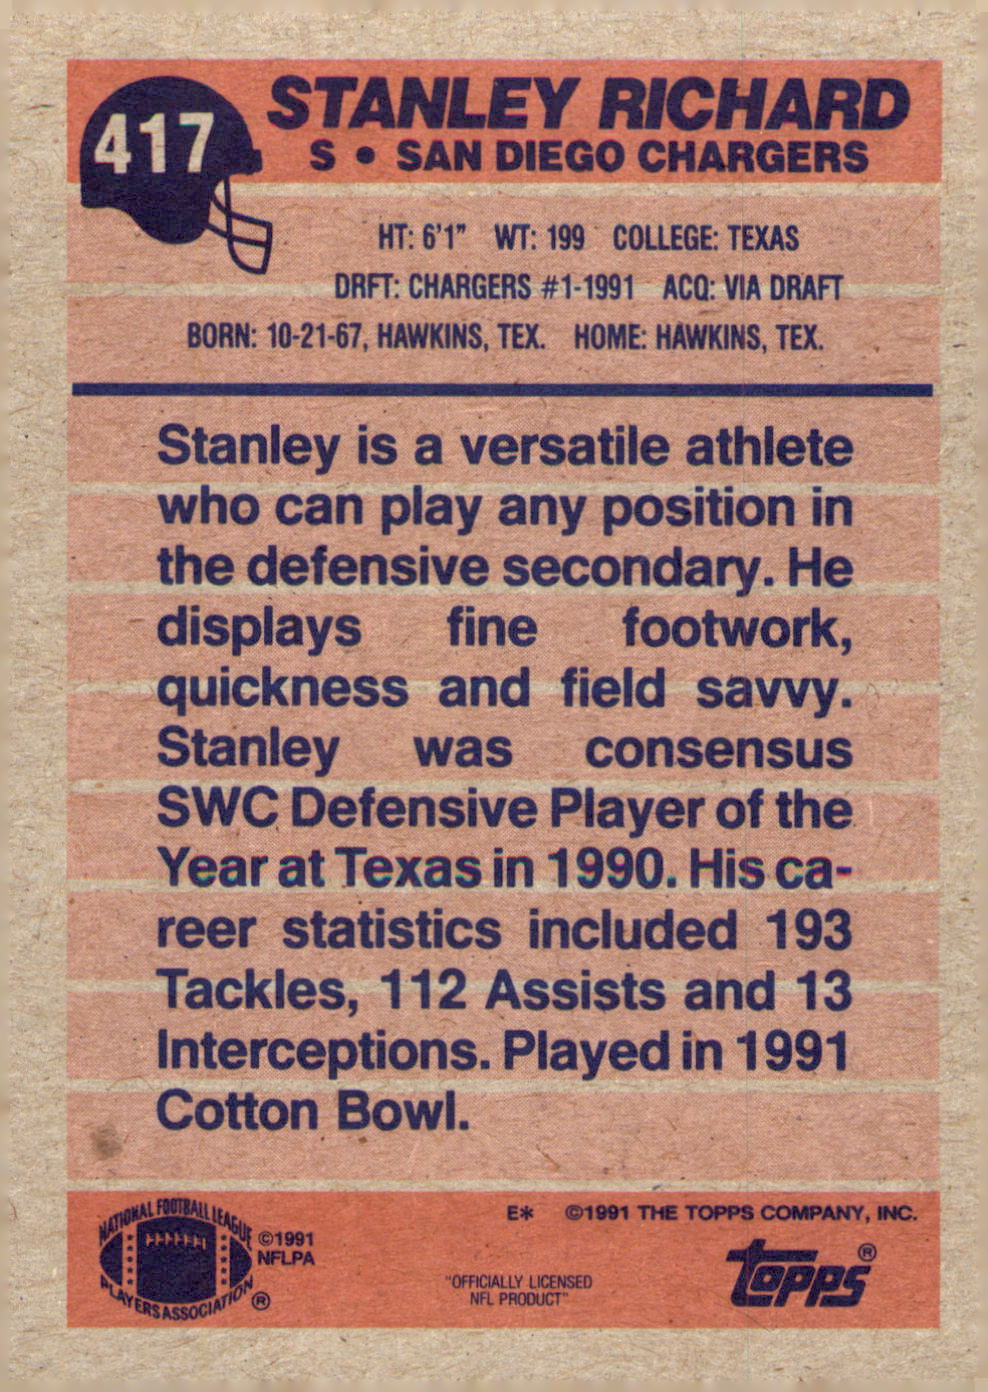 417
STANLEY RICHARD
S • SAN DIEGO CHARGERS
HT: 6'1" WT: 199 COLLEGE: TEXAS
DRFT: CHARGERS #1-1991 ACQ: VIA DRAFT
BORN: 10-21-67, HAWKINS, TEX. HOME: HAWKINS, TEX.
Stanley is a versatile athlete
who can play any position in
the defensive secondary. He
displays fine footwork,
quickness and field savvy.
Stanley was consensus
SWC Defensive Player of the
Year at Texas in 1990. His ca-
reer statistics included 193
Tackles, 112 Assists and 13
Interceptions. Played in 1991
Cotton Bowl.
NATIONAL FOOTBALL LEAGUE
PLAYERS ASSOCIATION ®
©1991
NFLPA
E* ©1991 THE TOPPS COMPANY, INC.
"OFFICIALLY LICENSED
NFL PRODUCT"
topps ®